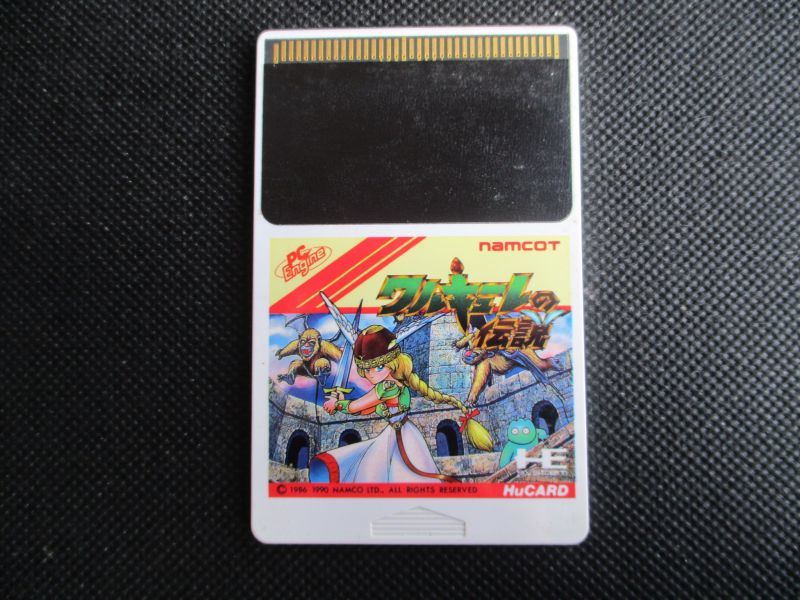 PC Engine
namcoT
ワルキューレの
伝説
HE
© 1986 1990 NAMCO LTD., ALL RIGHTS RESERVED
HuCARD